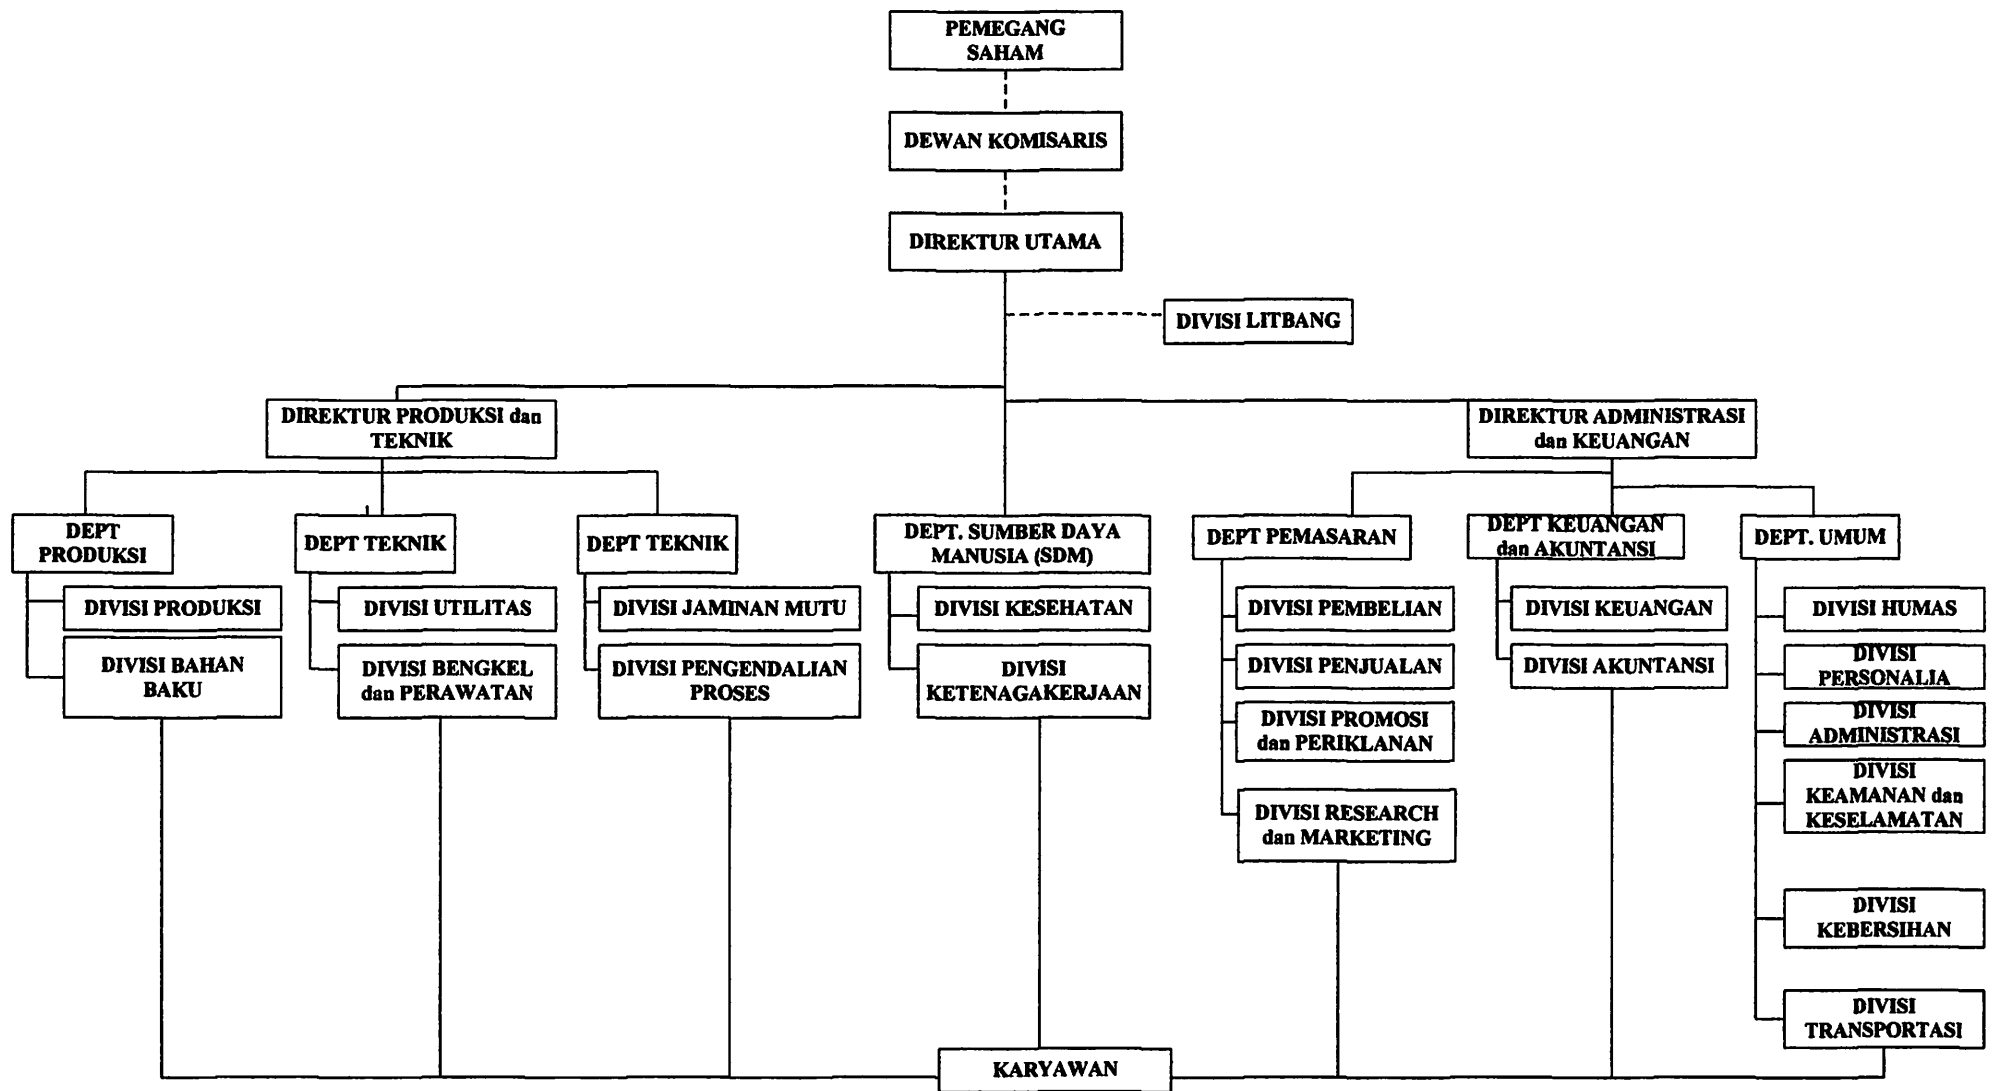 PEMEGANG
SAHAM
DEWAN KOMISARIS
DIREKTUR UTAMA
DIVISI LITBANG
DIREKTUR PRODUKSI dan
TEKNIK
DIREKTUR ADMINISTRASI
dan KEUANGAN
DEPT
PRODUKSI
DEPT TEKNIK
DEPT TEKNIK
DEPT. SUMBER DAYA
MANUSIA (SDM)
DEPT PEMASARAN
DEPT KEUANGAN
dan AKUNTANSI
DEPT. UMUM
DIVISI PRODUKSI
DIVISI BAHAN
BAKU
DIVISI UTILITAS
DIVISI BENGKEL
dan PERAWATAN
DIVISI JAMINAN MUTU
DIVISI PENGENDALIAN
PROSES
DIVISI KESEHATAN
DIVISI
KETENAGAKERJAAN
DIVISI PEMBELIAN
DIVISI PENJUALAN
DIVISI PROMOSI
dan PERIKLANAN
DIVISI RESEARCH
dan MARKETING
DIVISI KEUANGAN
DIVISI AKUNTANSI
DIVISI HUMAS
DIVISI
PERSONALIA
DIVISI
ADMINISTRASI
DIVISI
KEAMANAN dan
KESELAMATAN
DIVISI
KEBERSIHAN
DIVISI
TRANSPORTASI
KARYAWAN